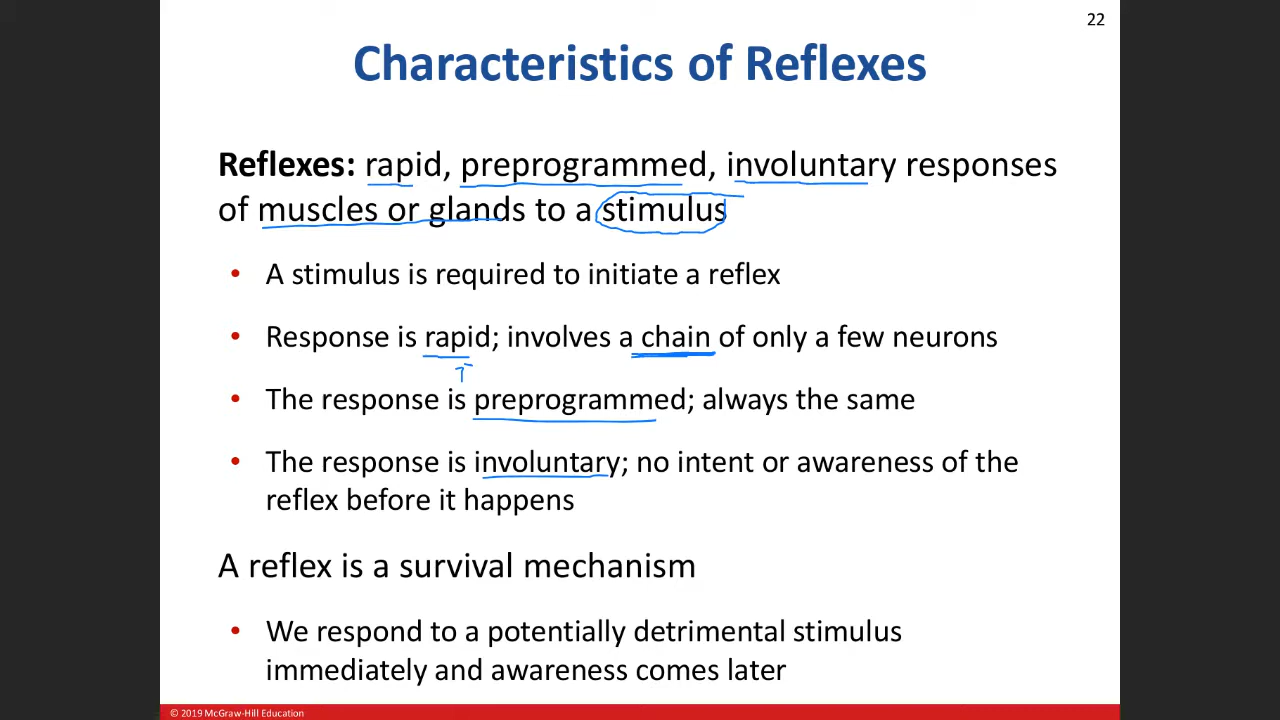 22
Characteristics of Reflexes
Reflexes: rapid, preprogrammed, involuntary responses
of muscles or glands to a stimulus
• A stimulus is required to initiate a reflex
• Response is rapid; involves a chain of only a few neurons
• The response is preprogrammed; always the same
• The response is involuntary; no intent or awareness of the
reflex before it happens
A reflex is a survival mechanism
• We respond to a potentially detrimental stimulus
immediately and awareness comes later
© 2019 McGraw-Hill Education